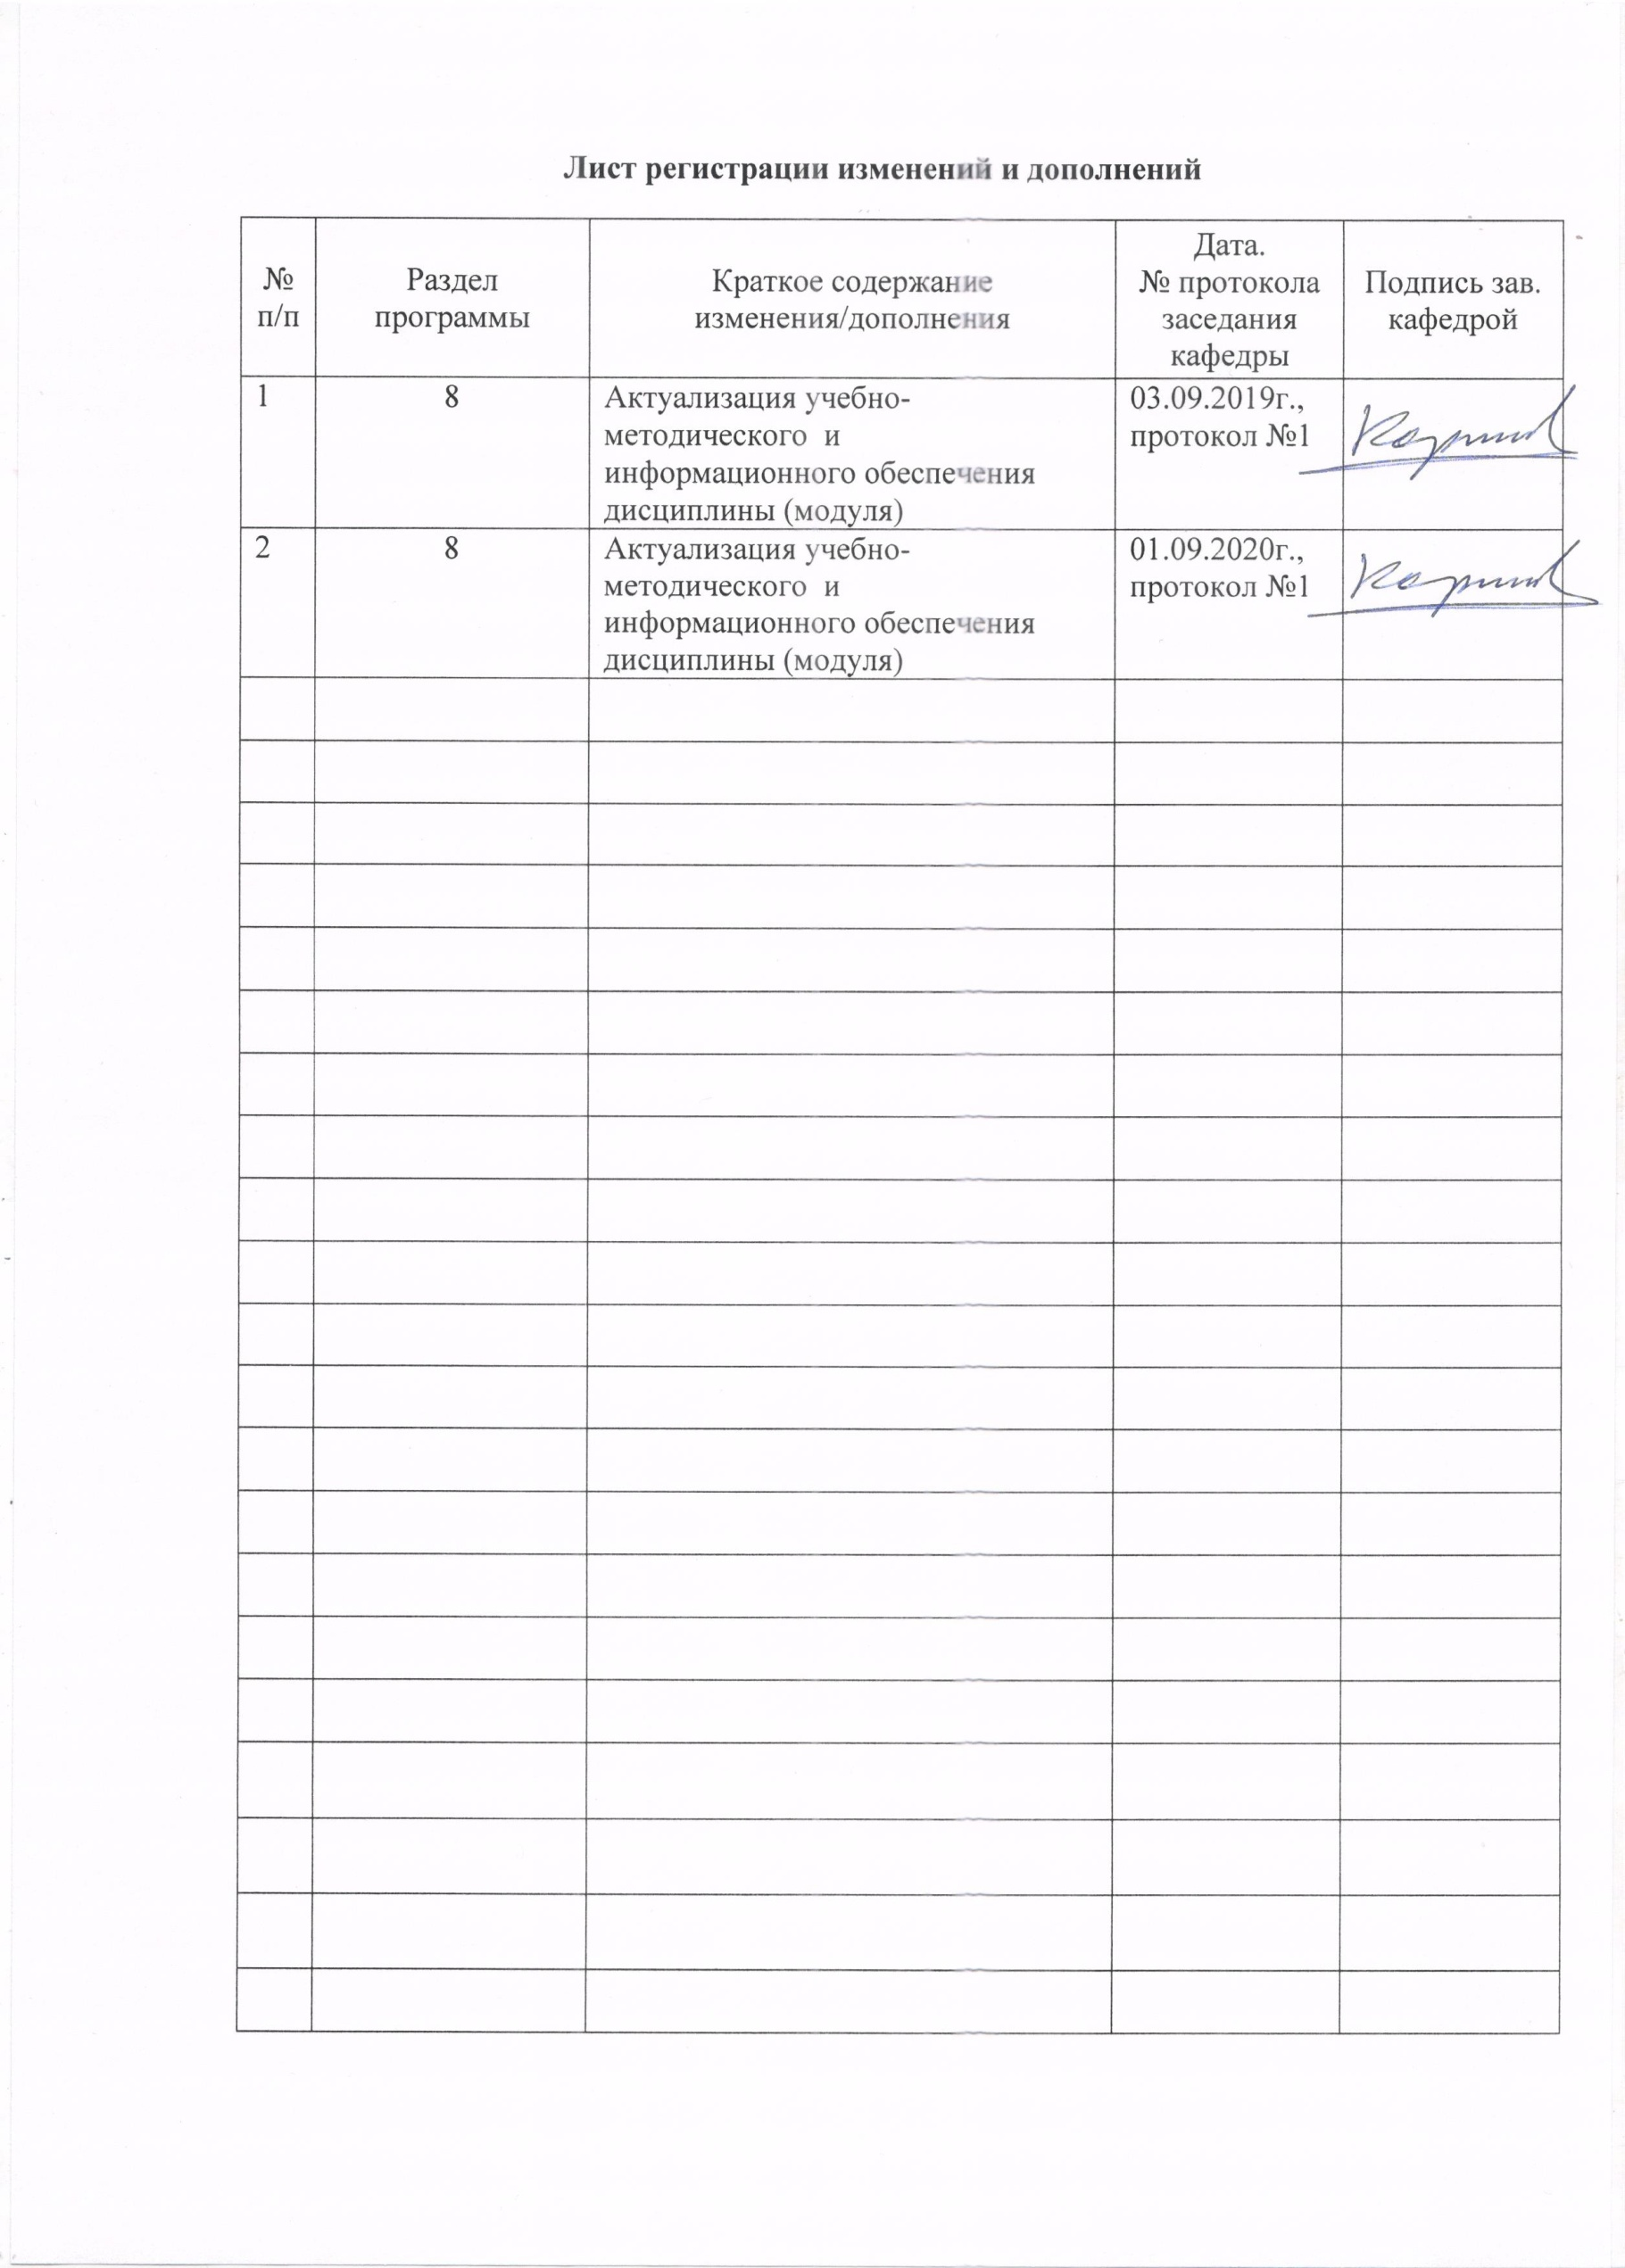 Лист регистрации изменений и дополнений
№
п/п
Раздел
программы
Краткое содержание
изменения/дополнения
Дата.
№ протокола
заседания
кафедры
Подпись зав.
кафедрой
1
8
Актуализация учебно-
методического и
информационного обеспечения
дисциплины (модуля)
03.09.2019г.,
протокол №1
2
8
Актуализация учебно-
методического и
информационного обеспечения
дисциплины (модуля)
01.09.2020г.,
протокол №1